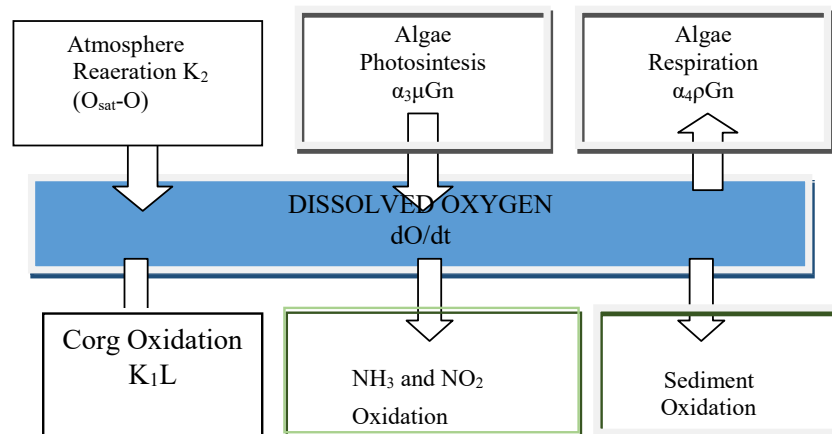 Atmosphere
Reaeration K₂
(Oₛₐₜ-O)
Algae
Photosintesis
α₃μGn
Algae
Respiration
α₄ρGn
DISSOLVED OXYGEN
dO/dt
Corg Oxidation
K₁L
NH₃ and NO₂
Oxidation
Sediment
Oxidation